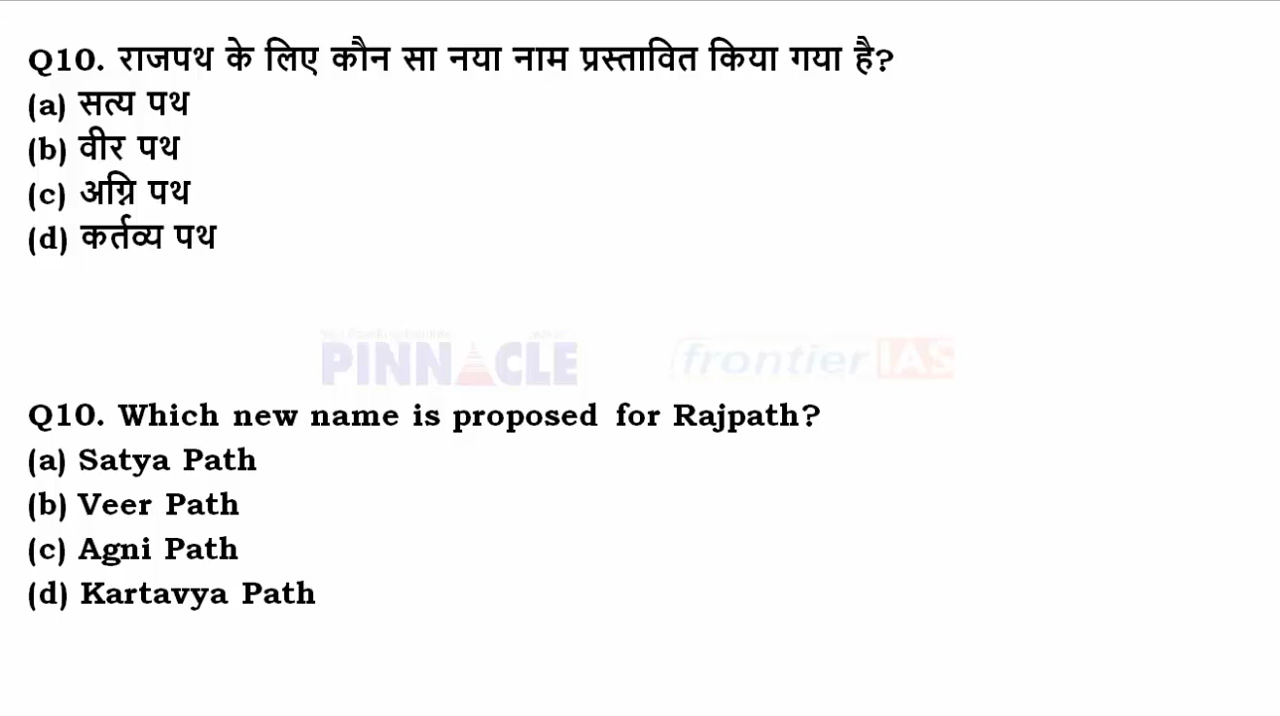 Q10. राजपथ के लिए कौन सा नया नाम प्रस्तावित किया गया है?
(a) सत्य पथ
(b) वीर पथ
(c) अग्नि पथ
(d) कर्तव्य पथ
PINNACLE frontier IAS
Q10. Which new name is proposed for Rajpath?
(a) Satya Path
(b) Veer Path
(c) Agni Path
(d) Kartavya Path